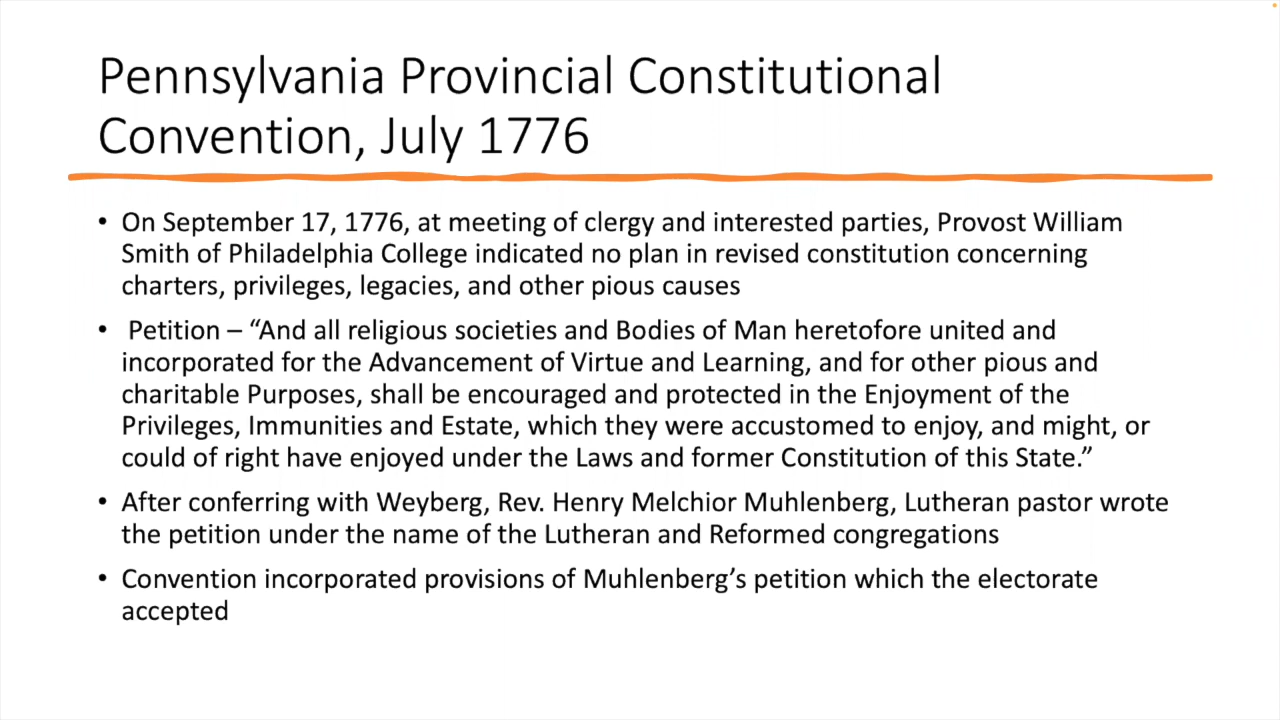 Pennsylvania Provincial Constitutional
Convention, July 1776
• On September 17, 1776, at meeting of clergy and interested parties, Provost William
Smith of Philadelphia College indicated no plan in revised constitution concerning
charters, privileges, legacies, and other pious causes
• Petition – “And all religious societies and Bodies of Man heretofore united and
incorporated for the Advancement of Virtue and Learning, and for other pious and
charitable Purposes, shall be encouraged and protected in the Enjoyment of the
Privileges, Immunities and Estate, which they were accustomed to enjoy, and might, or
could of right have enjoyed under the Laws and former Constitution of this State.”
• After conferring with Weyberg, Rev. Henry Melchior Muhlenberg, Lutheran pastor wrote
the petition under the name of the Lutheran and Reformed congregations
• Convention incorporated provisions of Muhlenberg’s petition which the electorate
accepted